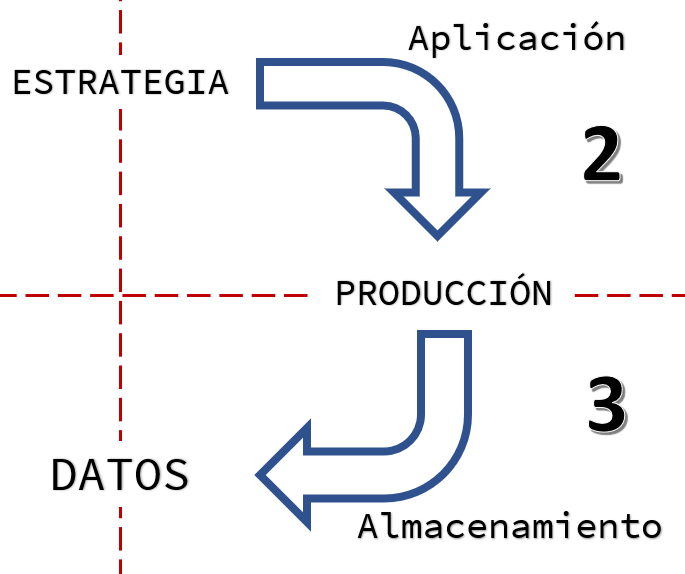 Aplicación
ESTRATEGIA
2
PRODUCCIÓN
3
DATOS
Almacenamiento